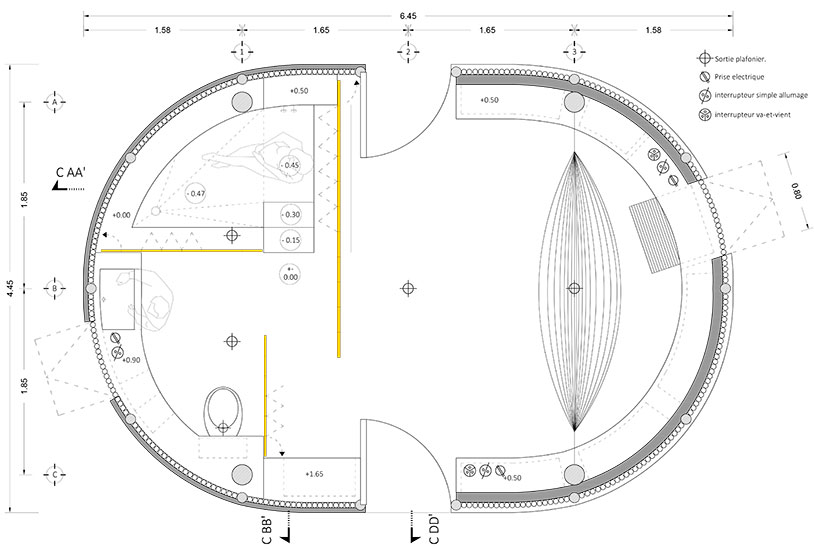 6.45
1.58 1.65 1.65 1.58
1 2 3
Sortie plafonier.
Prise electrique
interrupteur simple allumage
interrupteur va-et-vient
+0.50 +0.50
A
C AA'
- 0.45
- 0.47
0.80
1.85
+0.00
- 0.30
- 0.15
+-
0.00
4.45
B
+0.90
1.85
C
+1.65
+0.50
C BB'
C DD'